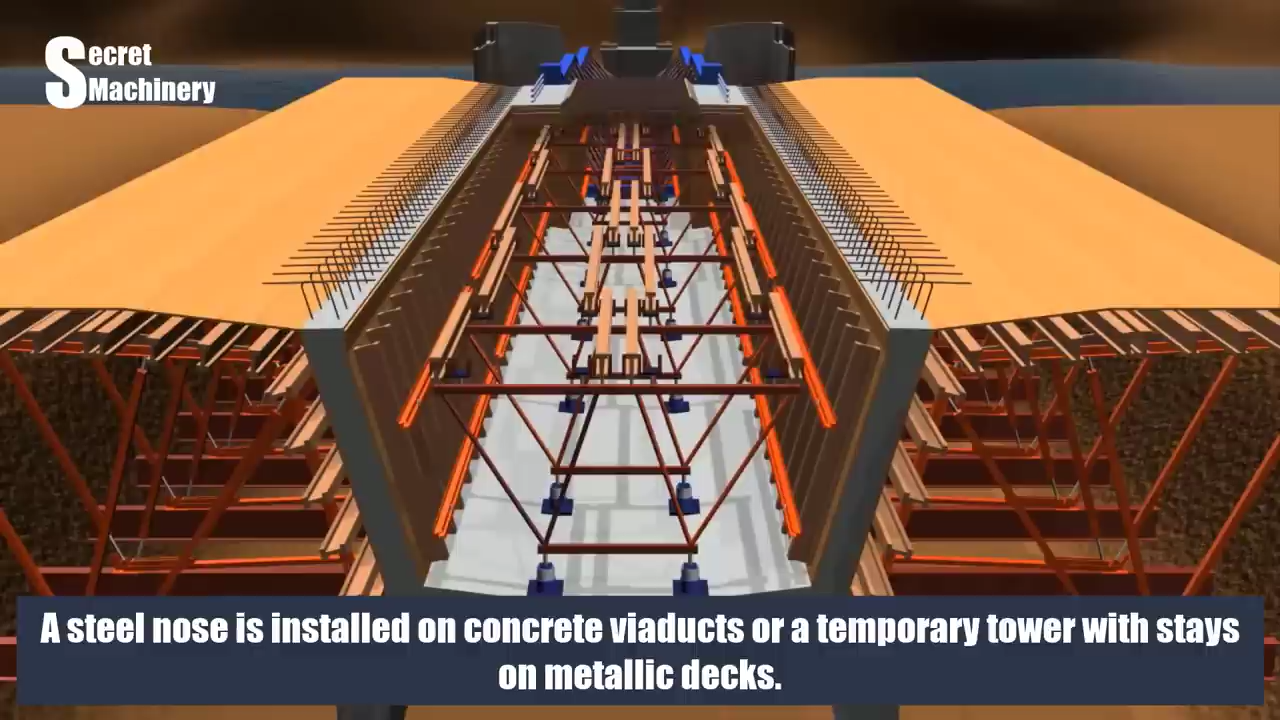 Secret
Machinery
A steel nose is installed on concrete viaducts or a temporary tower with stays
on metallic decks.